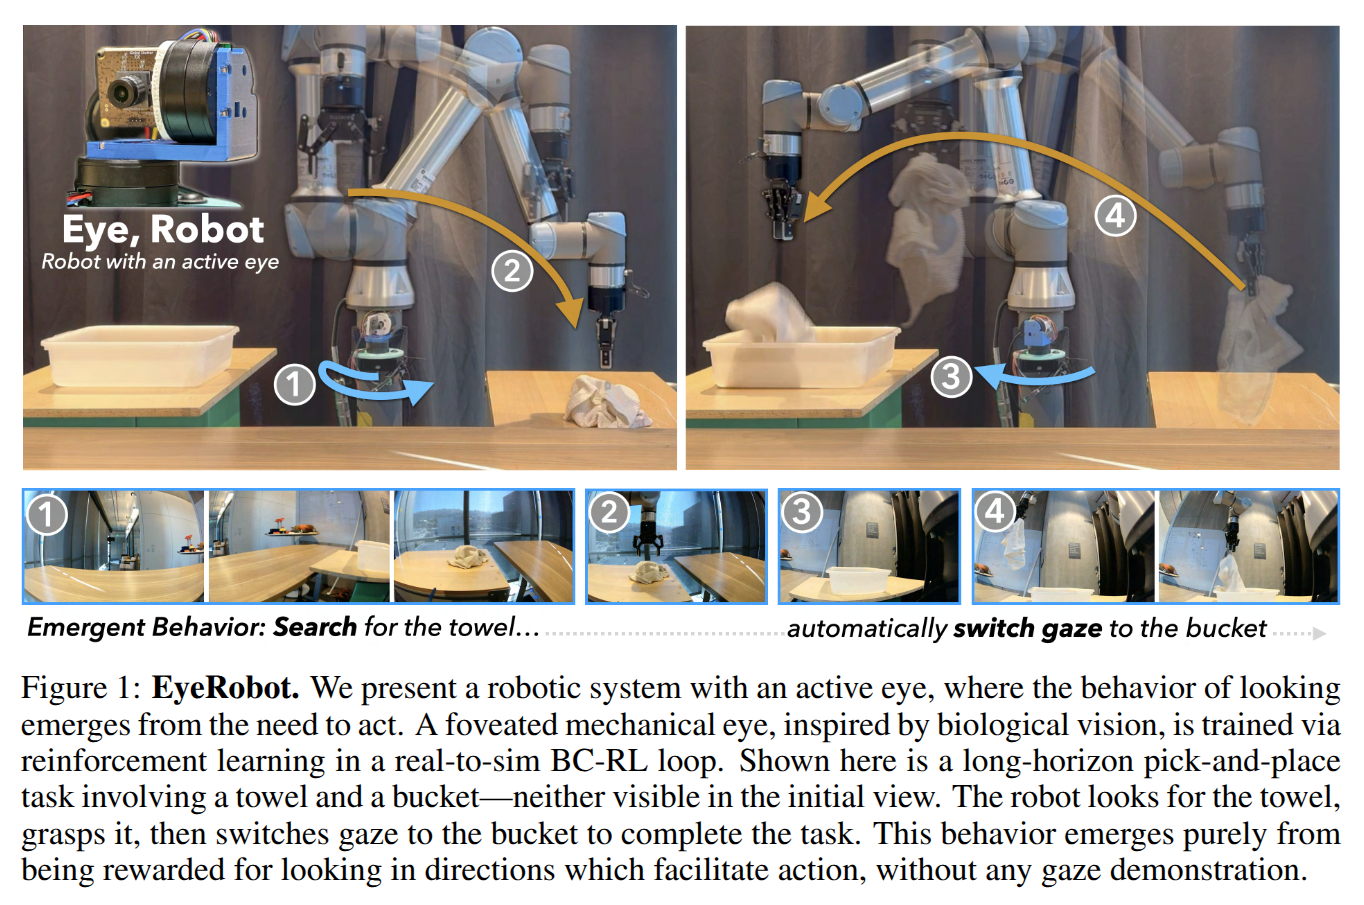 Eye, Robot
Robot with an active eye
2
1
4
3
1
2
3
4
Emergent Behavior: Search for the towel...
automatically switch gaze to the bucket
Figure 1: EyeRobot. We present a robotic system with an active eye, where the behavior of looking
emerges from the need to act. A foveated mechanical eye, inspired by biological vision, is trained via
reinforcement learning in a real-to-sim BC-RL loop. Shown here is a long-horizon pick-and-place
task involving a towel and a bucket—neither visible in the initial view. The robot looks for the towel,
grasps it, then switches gaze to the bucket to complete the task. This behavior emerges purely from
being rewarded for looking in directions which facilitate action, without any gaze demonstration.